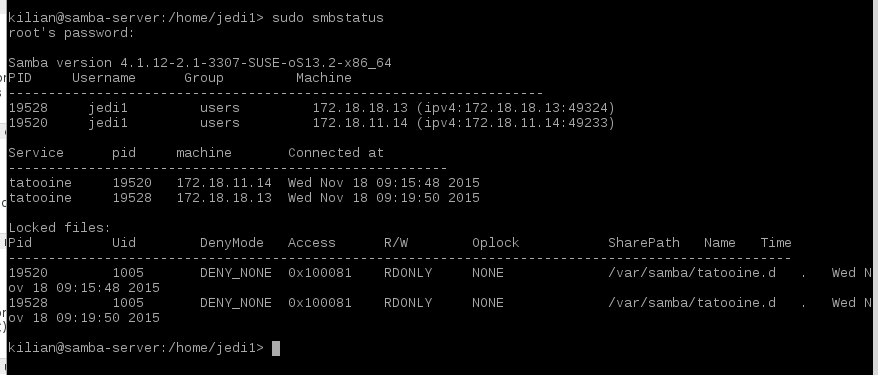 kilian@samba-server:/home/jedi1> sudo smbstatus
root's password:
Samba version 4.1.12-2.1-3307-SUSE-oS13.2-x86_64
PID     Username      Group         Machine
-------------------------------------------------------------------
19528     jedi1         users         172.18.18.13 (ipv4:172.18.18.13:49324)
19520     jedi1         users         172.18.11.14 (ipv4:172.18.11.14:49233)
Service      pid     machine       Connected at
-------------------------------------------------------
tatooine     19520   172.18.11.14  Wed Nov 18 09:15:48 2015
tatooine     19528   172.18.18.13  Wed Nov 18 09:19:50 2015
Locked files:
Pid          Uid        DenyMode   Access      R/W        Oplock           SharePath   Name   Time
--------------------------------------------------------------------------------------------------
19520        1005       DENY_NONE  0x100081    RDONLY     NONE             /var/samba/tatooine.d   .   Wed N
ov 18 09:15:48 2015
19528        1005       DENY_NONE  0x100081    RDONLY     NONE             /var/samba/tatooine.d   .   Wed N
ov 18 09:19:50 2015
kilian@samba-server:/home/jedi1>